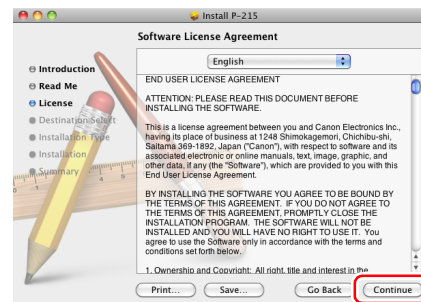 Install P-215
Software License Agreement
English
Introduction
Read Me
License
Destination Select
Installation Type
Installation
Summary
END USER LICENSE AGREEMENT
ATTENTION: PLEASE READ THIS DOCUMENT BEFORE
INSTALLING THE SOFTWARE.
This is a license agreement between you and Canon Electronics Inc.,
having its place of business at 1248 Shimokagemori, Chichibu-shi,
Saitama 369-1892, Japan ("Canon"), with respect to software and its
associated electronic or online manuals, text, image, graphic, and
other data, if any (the "Software"), which are provided to you with this
End User License Agreement.
BY INSTALLING THE SOFTWARE YOU AGREE TO BE BOUND BY
THE TERMS OF THIS AGREEMENT. IF YOU DO NOT AGREE TO
THE TERMS OF THIS AGREEMENT, PROMPTLY CLOSE THE
INSTALLATION PROGRAM. THE SOFTWARE WILL NOT BE
INSTALLED AND YOU WILL HAVE NO RIGHT TO USE IT. You
agree to use the Software only in accordance with the terms and
conditions set forth below.
1. Ownership and Copyright: All right, title and interest in the
Print...
Save...
Go Back
Continue